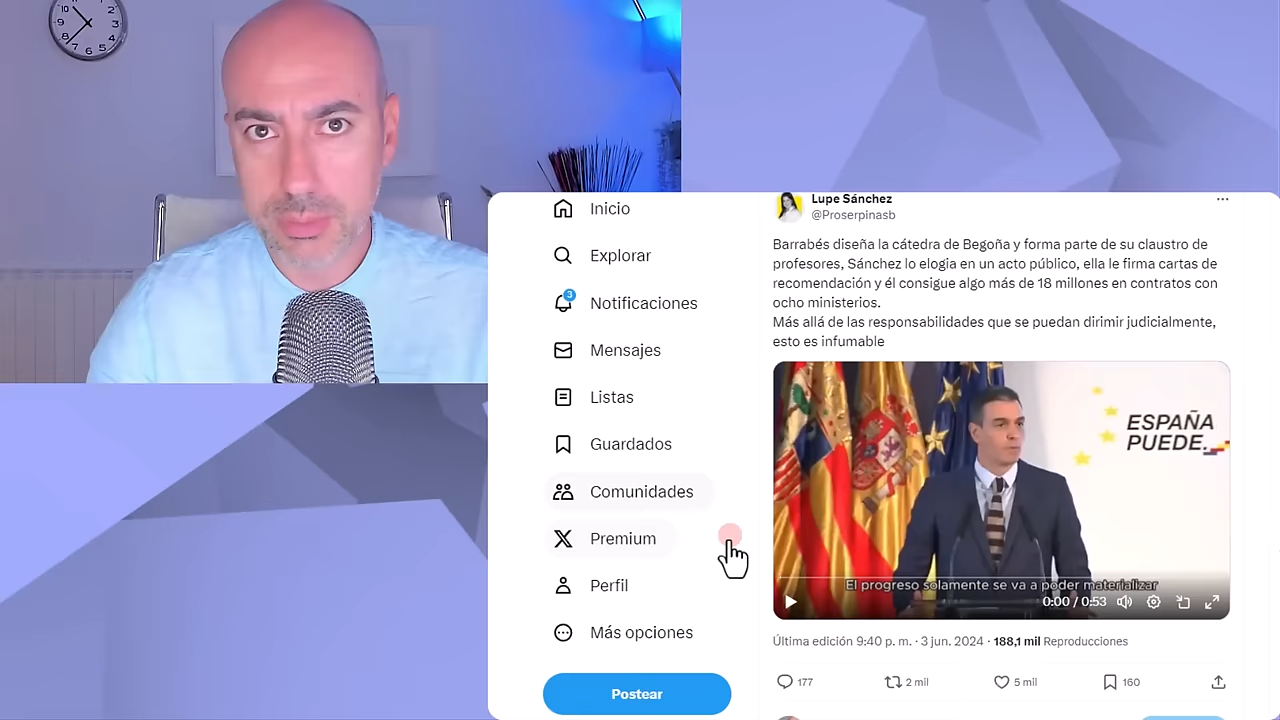 Inicio
Explorar
3
Notificaciones
Mensajes
Listas
Guardados
Comunidades
Premium
Perfil
Más opciones
Postear
Lupe Sánchez
@Proserpinasb
Barrabés diseña la cátedra de Begoña y forma parte de su claustro de
profesores, Sánchez lo elogia en un acto público, ella le firma cartas de
recomendación y él consigue algo más de 18 millones en contratos con
ocho ministerios.
Más allá de las responsabilidades que se puedan dirimir judicialmente,
esto es infumable
ESPAÑA
PUEDE.
El progreso solamente se va a poder materializar
0:00 / 0:53
Última edición 9:40 p. m. · 3 jun. 2024 · 188,1 mil Reproducciones
177 2 mil 5 mil 160